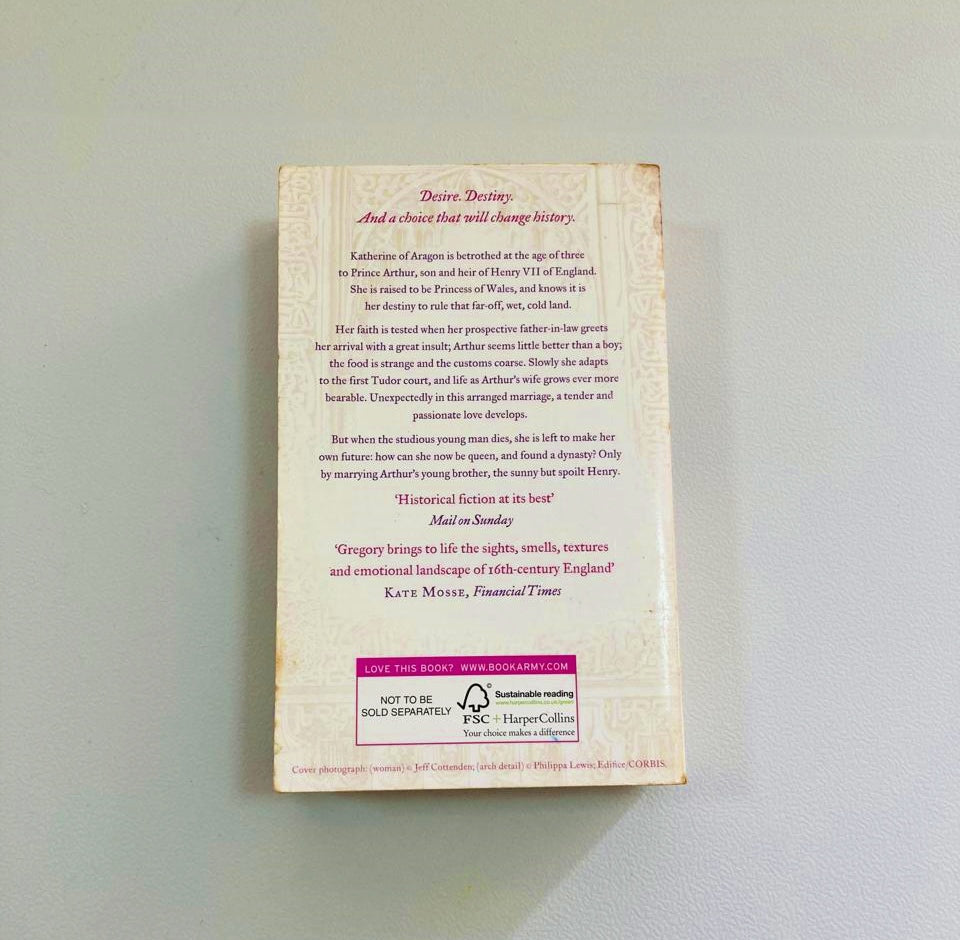 Desire. Destiny.
And a choice that will change history.
Katherine of Aragon is betrothed at the age of three
to Prince Arthur, son and heir of Henry VII of England.
She is raised to be Princess of Wales, and knows it is
her destiny to rule that far-off, wet, cold land.
Her faith is tested when her prospective father-in-law greets
her arrival with a great insult; Arthur seems little better than a boy;
the food is strange and the customs coarse. Slowly she adapts
to the first Tudor court, and life as Arthur's wife grows ever more
bearable. Unexpectedly in this arranged marriage, a tender and
passionate love develops.
But when the studious young man dies, she is left to make her
own future: how can she now be queen, and found a dynasty? Only
by marrying Arthur's young brother, the sunny but spoilt Henry.
‘Historical fiction at its best’
Mail on Sunday
‘Gregory brings to life the sights, smells, textures
and emotional landscape of 16th-century England’
KATE MOSSE, Financial Times
LOVE THIS BOOK? WWW.BOOKARMY.COM
NOT TO BE
SOLD SEPARATELY
©
Sustainable reading
www.harpercollins.co.uk/green
FSC + HarperCollins
Your choice makes a difference
Cover photograph: (woman) © Jeff Cottenden; (arch detail) © Philippa Lewis; Edifice/CORBIS.